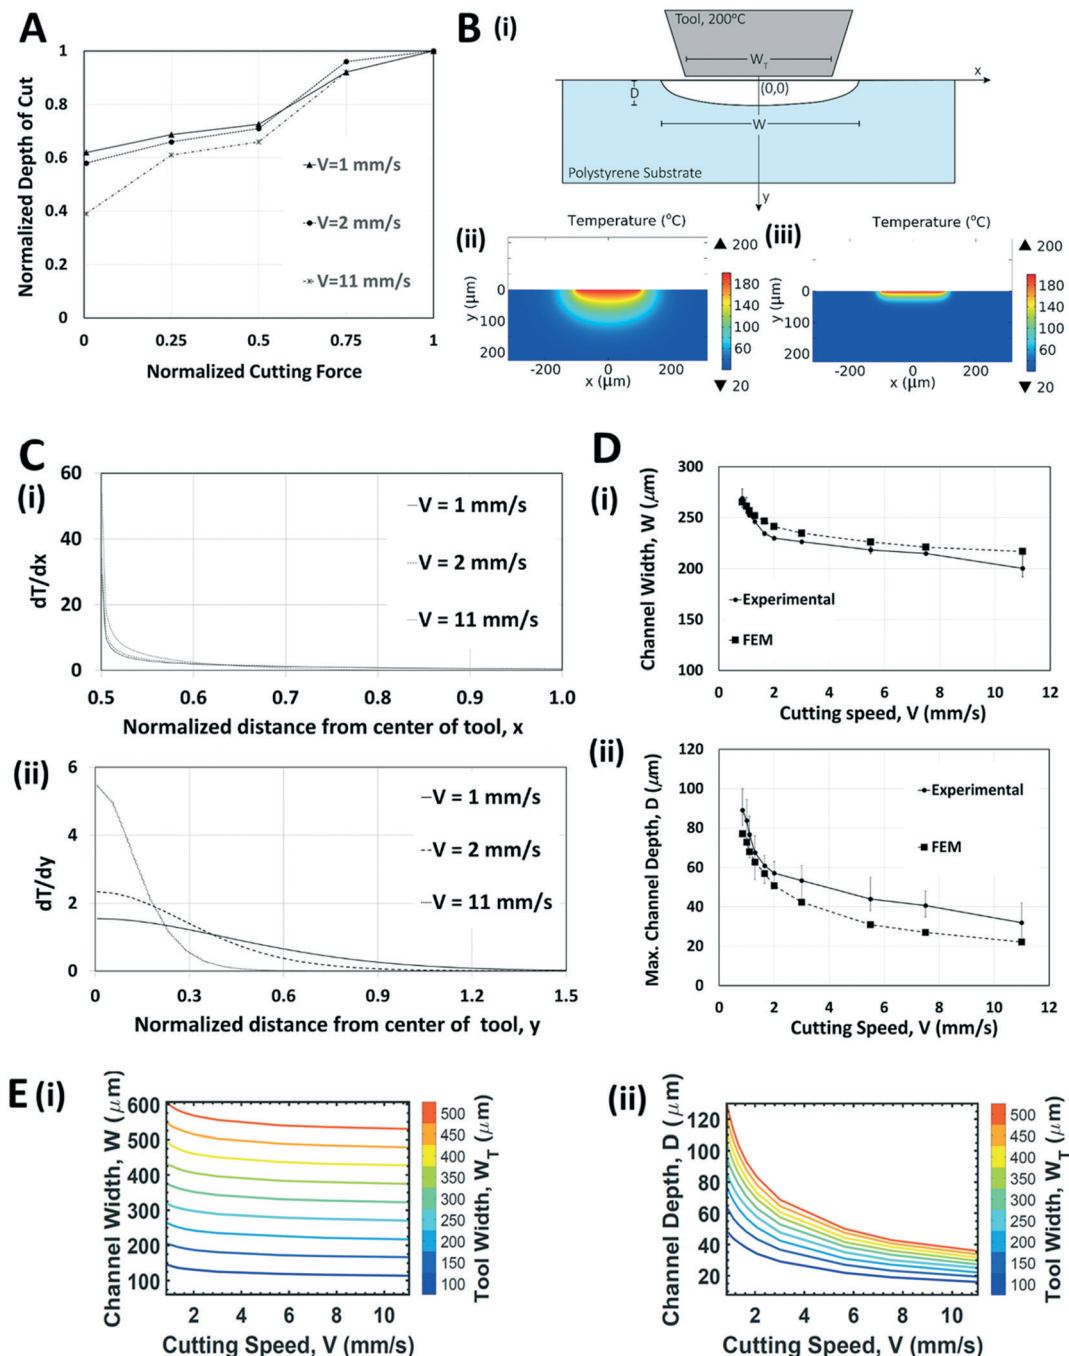 A
Normalized Depth of Cut
1
0.8
0.6
0.4
0.2
0
0
0.25
0.5
0.75
1
Normalized Cutting Force
V=1 mm/s
V=2 mm/s
V=11 mm/s
B
(i)
Tool, 200°C
W_T
x
(0,0)
D
W
Polystyrene Substrate
y
(ii)
Temperature (°C)
y (µm)
0
100
200
-200
0
200
x (µm)
▲ 200
180
140
100
60
▼ 20
(iii)
Temperature (°C)
y (µm)
0
100
200
-200
0
200
x (µm)
▲ 200
180
140
100
60
▼ 20
C
(i)
dT/dx
60
40
20
0
0.5
0.6
0.7
0.8
0.9
1.0
Normalized distance from center of tool, x
V = 1 mm/s
V = 2 mm/s
V = 11 mm/s
(ii)
dT/dy
6
4
2
0
0
0.3
0.6
0.9
1.2
1.5
Normalized distance from center of tool, y
V = 1 mm/s
V = 2 mm/s
V = 11 mm/s
D
(i)
Channel Width, W (µm)
300
250
200
150
100
0
2
4
6
8
10
12
Cutting speed, V (mm/s)
Experimental
FEM
(ii)
Max. Channel Depth, D (µm)
120
100
80
60
40
20
0
0
2
4
6
8
10
12
Cutting Speed, V (mm/s)
Experimental
FEM
E
(i)
Channel Width, W (µm)
600
500
400
300
200
100
2
4
6
8
10
Cutting Speed, V (mm/s)
500
450
400
350
300
250
200
150
100
Tool Width, W_T (µm)
(ii)
Channel Depth, D (µm)
120
100
80
60
40
20
2
4
6
8
10
Cutting Speed, V (mm/s)
500
450
400
350
300
250
200
150
100
Tool Width, W_T (µm)